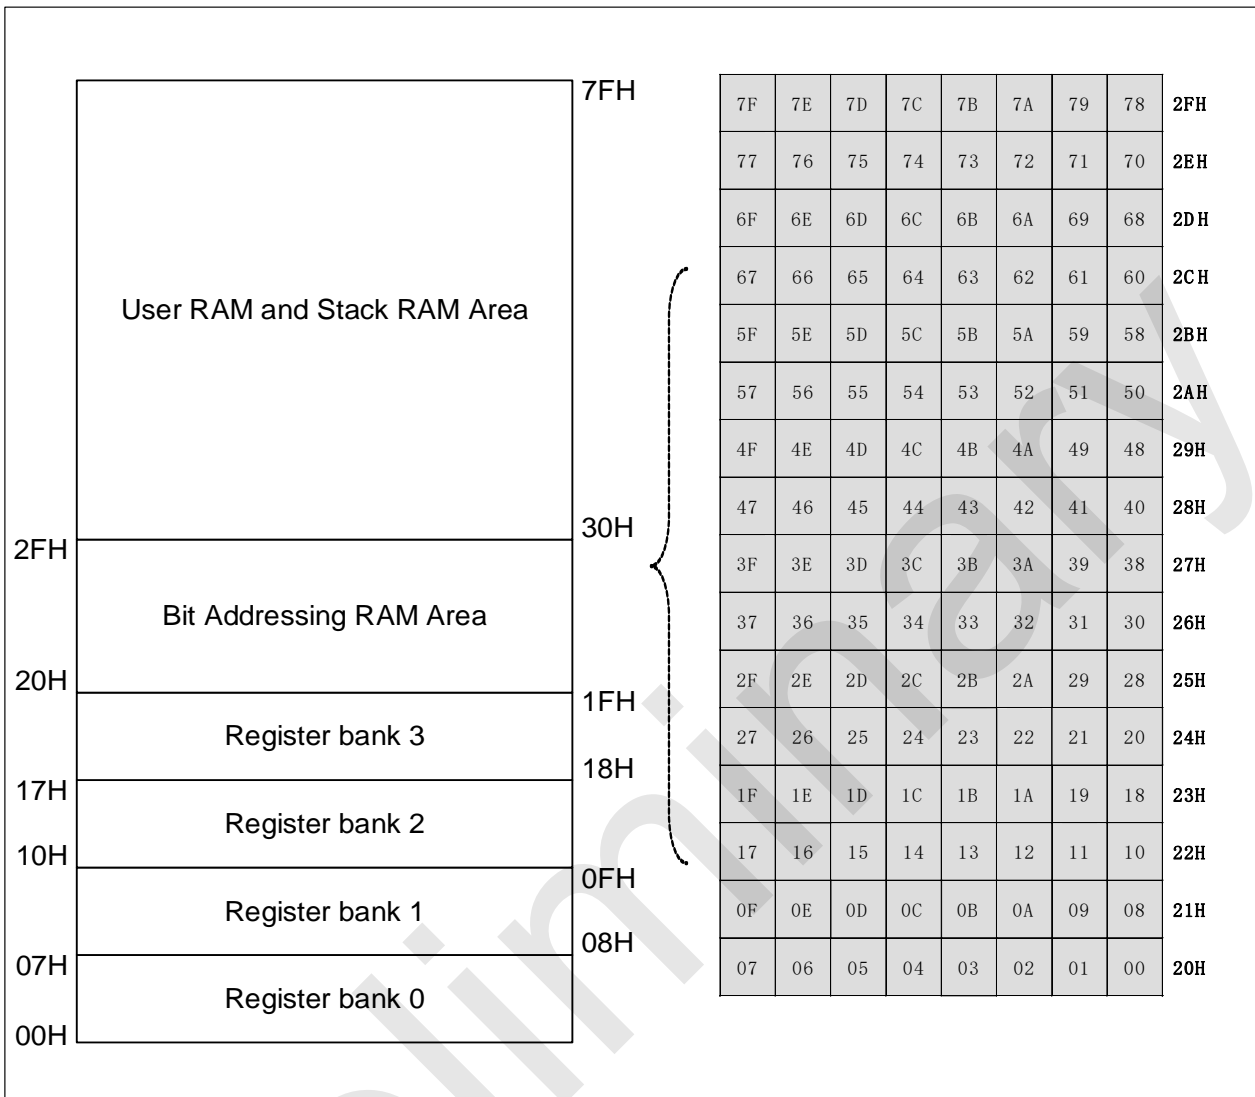 7FH
User RAM and Stack RAM Area
30H
2FH
Bit Addressing RAM Area
20H
1FH
Register bank 3
18H
17H
Register bank 2
10H
0FH
Register bank 1
08H
07H
Register bank 0
00H
7F 7E 7D 7C 7B 7A 79 78 2FH
77 76 75 74 73 72 71 70 2EH
6F 6E 6D 6C 6B 6A 69 68 2DH
67 66 65 64 63 62 61 60 2CH
5F 5E 5D 5C 5B 5A 59 58 2BH
57 56 55 54 53 52 51 50 2AH
4F 4E 4D 4C 4B 4A 49 48 29H
47 46 45 44 43 42 41 40 28H
3F 3E 3D 3C 3B 3A 39 38 27H
37 36 35 34 33 32 31 30 26H
2F 2E 2D 2C 2B 2A 29 28 25H
27 26 25 24 23 22 21 20 24H
1F 1E 1D 1C 1B 1A 19 18 23H
17 16 15 14 13 12 11 10 22H
0F 0E 0D 0C 0B 0A 09 08 21H
07 06 05 04 03 02 01 00 20H
eliminary